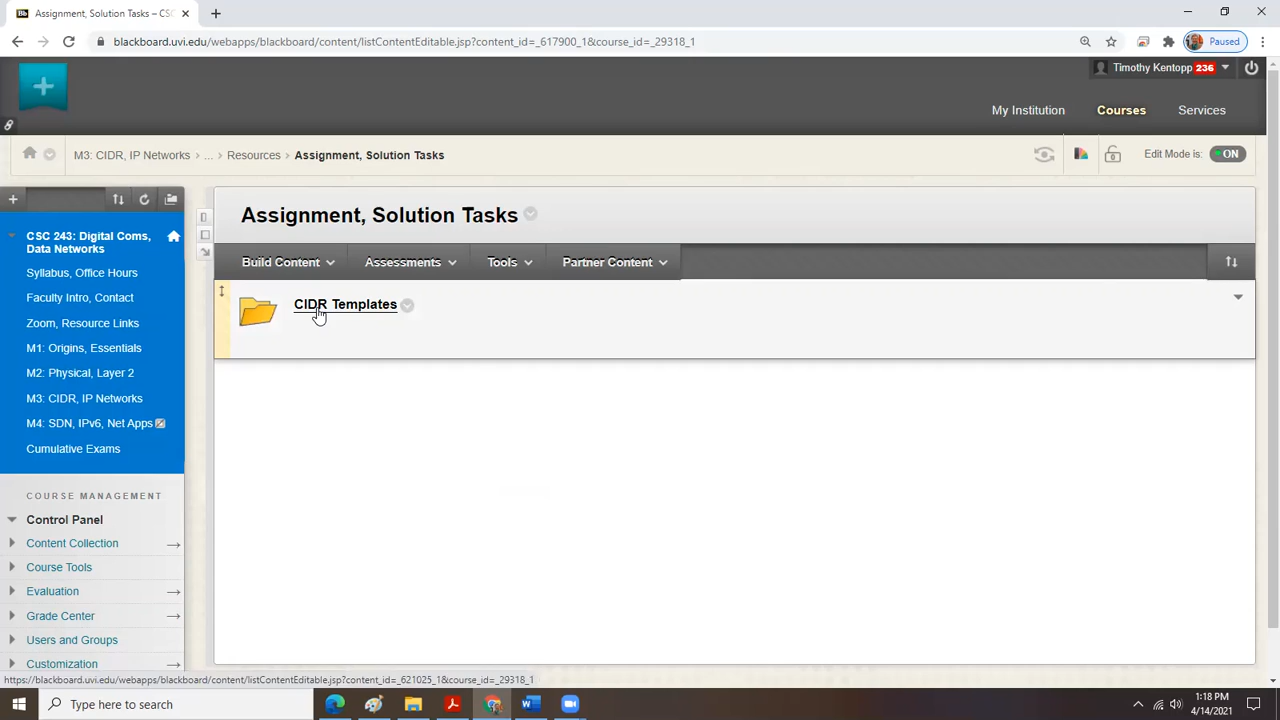 Bb Assignment, Solution Tasks – CSC
blackboard.uvi.edu/webapps/blackboard/content/listContentEditable.jsp?content_id=_617900_1&course_id=_29318_1
Paused
Timothy Kentopp 236
My Institution Courses Services
M3: CIDR, IP Networks › ... › Resources › Assignment, Solution Tasks
Edit Mode is: ON
Assignment, Solution Tasks
Build Content Assessments Tools Partner Content
CIDR Templates
CSC 243: Digital Coms,
Data Networks
Syllabus, Office Hours
Faculty Intro, Contact
Zoom, Resource Links
M1: Origins, Essentials
M2: Physical, Layer 2
M3: CIDR, IP Networks
M4: SDN, IPv6, Net Apps
Cumulative Exams
COURSE MANAGEMENT
Control Panel
Content Collection
Course Tools
Evaluation
Grade Center
Users and Groups
Customization
https://blackboard.uvi.edu/webapps/blackboard/content/listContentEditable.jsp?content_id=_621025_1&course_id=_29318_1
Type here to search
1:18 PM
4/14/2021